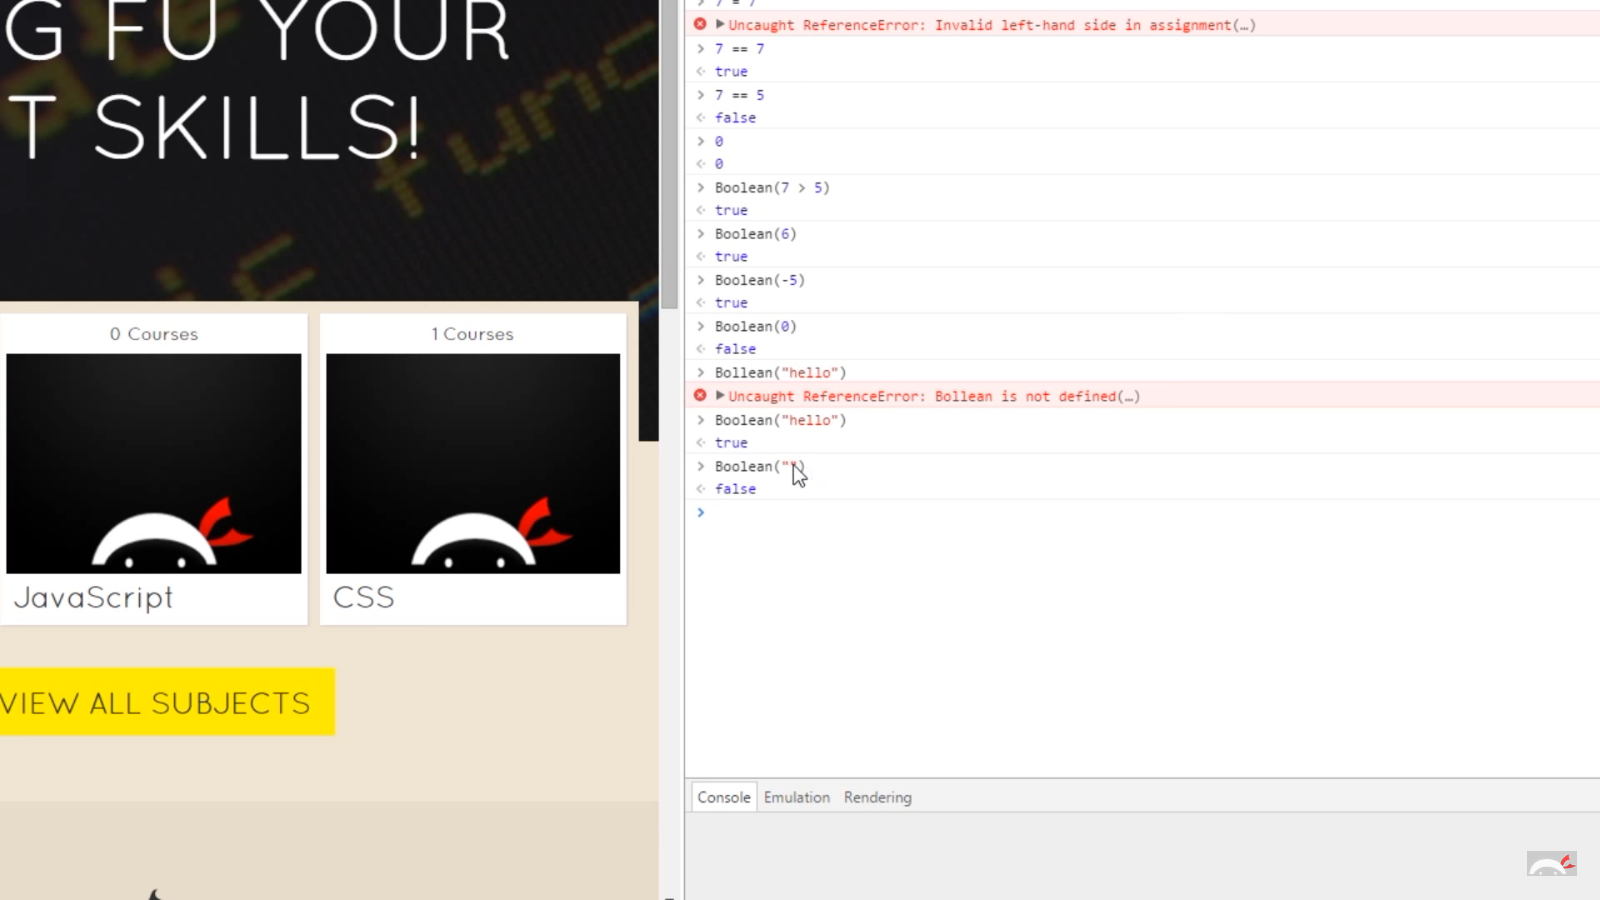 G FU YOUR
T SKILLS!
0 Courses
JavaScript
1 Courses
CSS
VIEW ALL SUBJECTS
> 7 = 7
Uncaught ReferenceError: Invalid left-hand side in assignment(…)
> 7 == 7
true
> 7 == 5
false
> 0
0
> Boolean(7 > 5)
true
> Boolean(6)
true
> Boolean(-5)
true
> Boolean(0)
false
> Bollean("hello")
Uncaught ReferenceError: Bollean is not defined(…)
> Boolean("hello")
true
> Boolean("")
false
>
Console Emulation Rendering